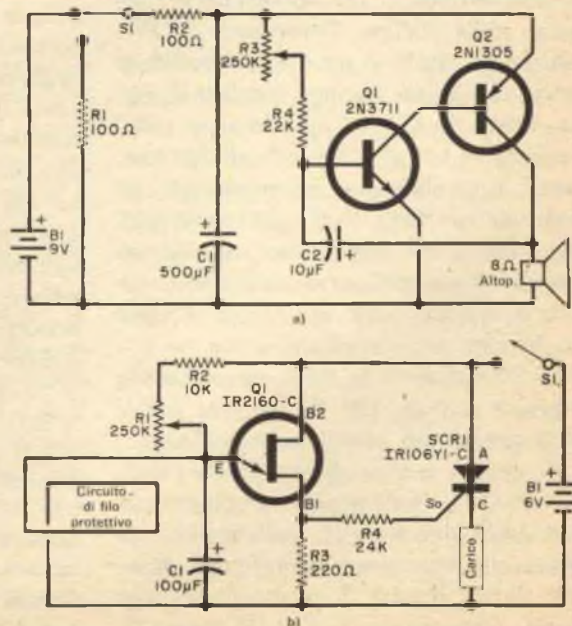 S1
R2
100Ω
R3
250K
Q1
2N3711
Q2
2N1305
R1
100Ω
R4
22K
B1
9V
+
C1
500µF
+
C2
10µF
+
8Ω
Altop.
a)
R2
10K
Q1
IR2160-C
B2
S1
R1
250K
SCR1
IR106Y1-C
A
E
B1
So
C
B1
6V
+
Circuito
di filo
protettivo
R4
24K
C1
100µF
+
R3
220Ω
Carico
b)